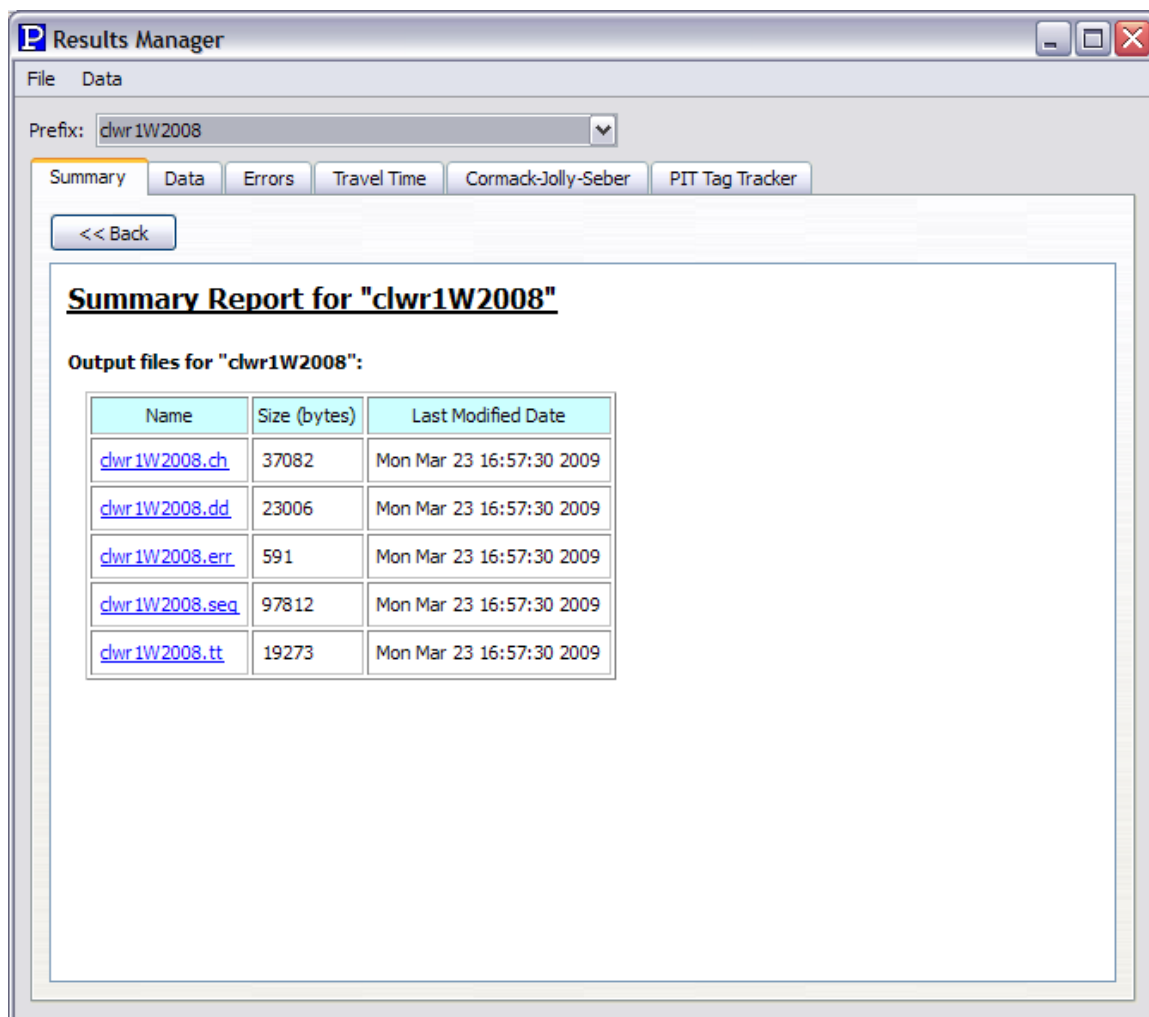 P Results Manager
File Data
Prefix: clwr1W2008
Summary Data Errors Travel Time Cormack-Jolly-Seber PIT Tag Tracker
<< Back
Summary Report for "clwr1W2008"
Output files for "clwr1W2008":
Name Size (bytes) Last Modified Date
clwr1W2008.ch 37082 Mon Mar 23 16:57:30 2009
clwr1W2008.dd 23006 Mon Mar 23 16:57:30 2009
clwr1W2008.err 591 Mon Mar 23 16:57:30 2009
clwr1W2008.seq 97812 Mon Mar 23 16:57:30 2009
clwr1W2008.tt 19273 Mon Mar 23 16:57:30 2009